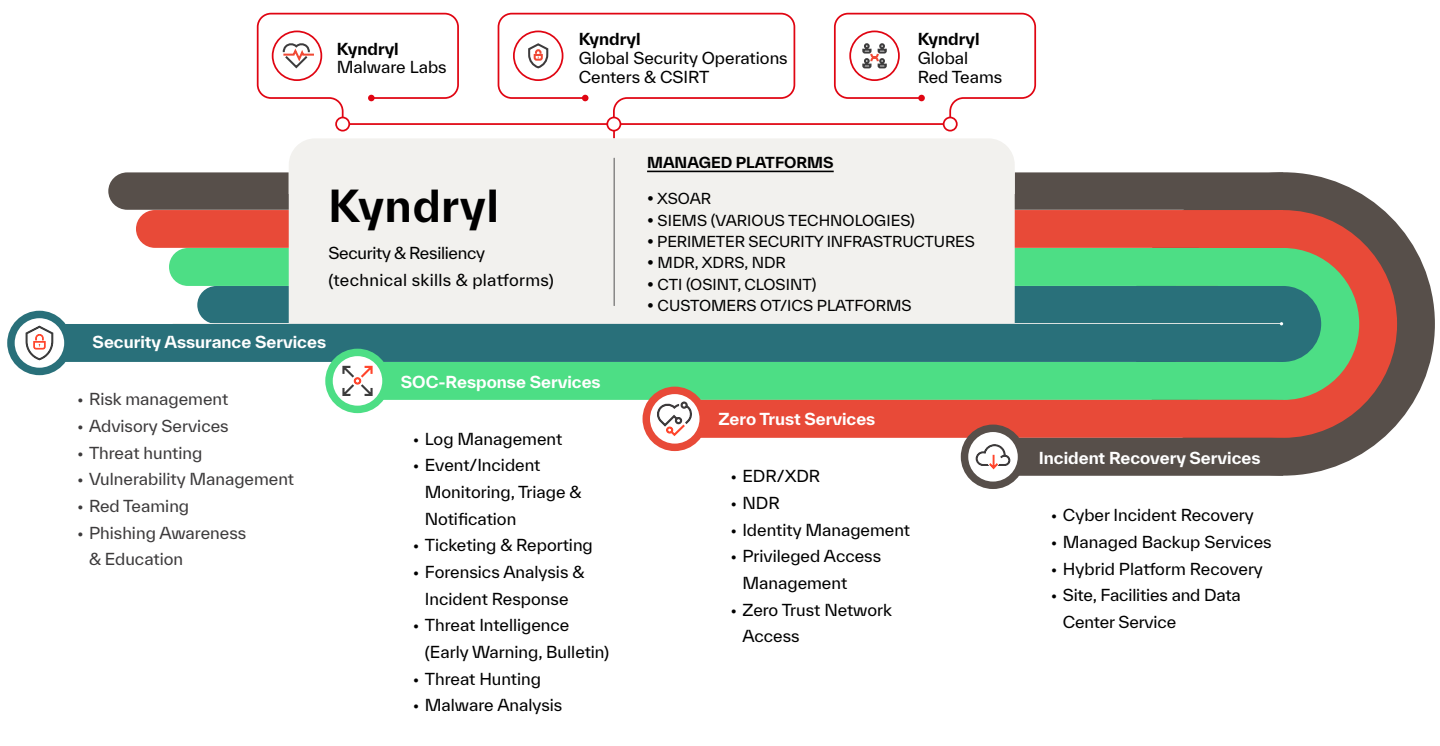 Kyndryl
Malware Labs
Kyndryl
Global Security Operations
Centers & CSIRT
Kyndryl
Global
Red Teams
Kyndryl
Security & Resiliency
(technical skills & platforms)
MANAGED PLATFORMS
• XSOAR
• SIEMS (VARIOUS TECHNOLOGIES)
• PERIMETER SECURITY INFRASTRUCTURES
• MDR, XDRS, NDR
• CTI (OSINT, CLOSINT)
• CUSTOMERS OT/ICS PLATFORMS
Security Assurance Services
• Risk management
• Advisory Services
• Threat hunting
• Vulnerability Management
• Red Teaming
• Phishing Awareness
& Education
SOC-Response Services
• Log Management
• Event/Incident
Monitoring, Triage &
Notification
• Ticketing & Reporting
• Forensics Analysis &
Incident Response
• Threat Intelligence
(Early Warning, Bulletin)
• Threat Hunting
• Malware Analysis
Zero Trust Services
• EDR/XDR
• NDR
• Identity Management
• Privileged Access
Management
• Zero Trust Network
Access
Incident Recovery Services
• Cyber Incident Recovery
• Managed Backup Services
• Hybrid Platform Recovery
• Site, Facilities and Data
Center Service